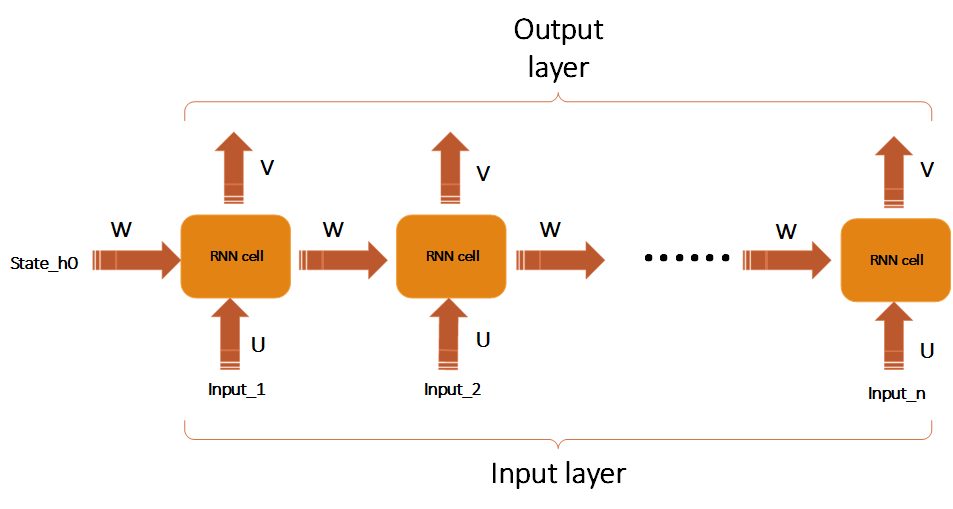 Output
layer
V
V
V
W
W
W
W
State_h0
RNN cell
RNN cell
RNN cell
U
U
U
Input_1
Input_2
Input_n
Input layer